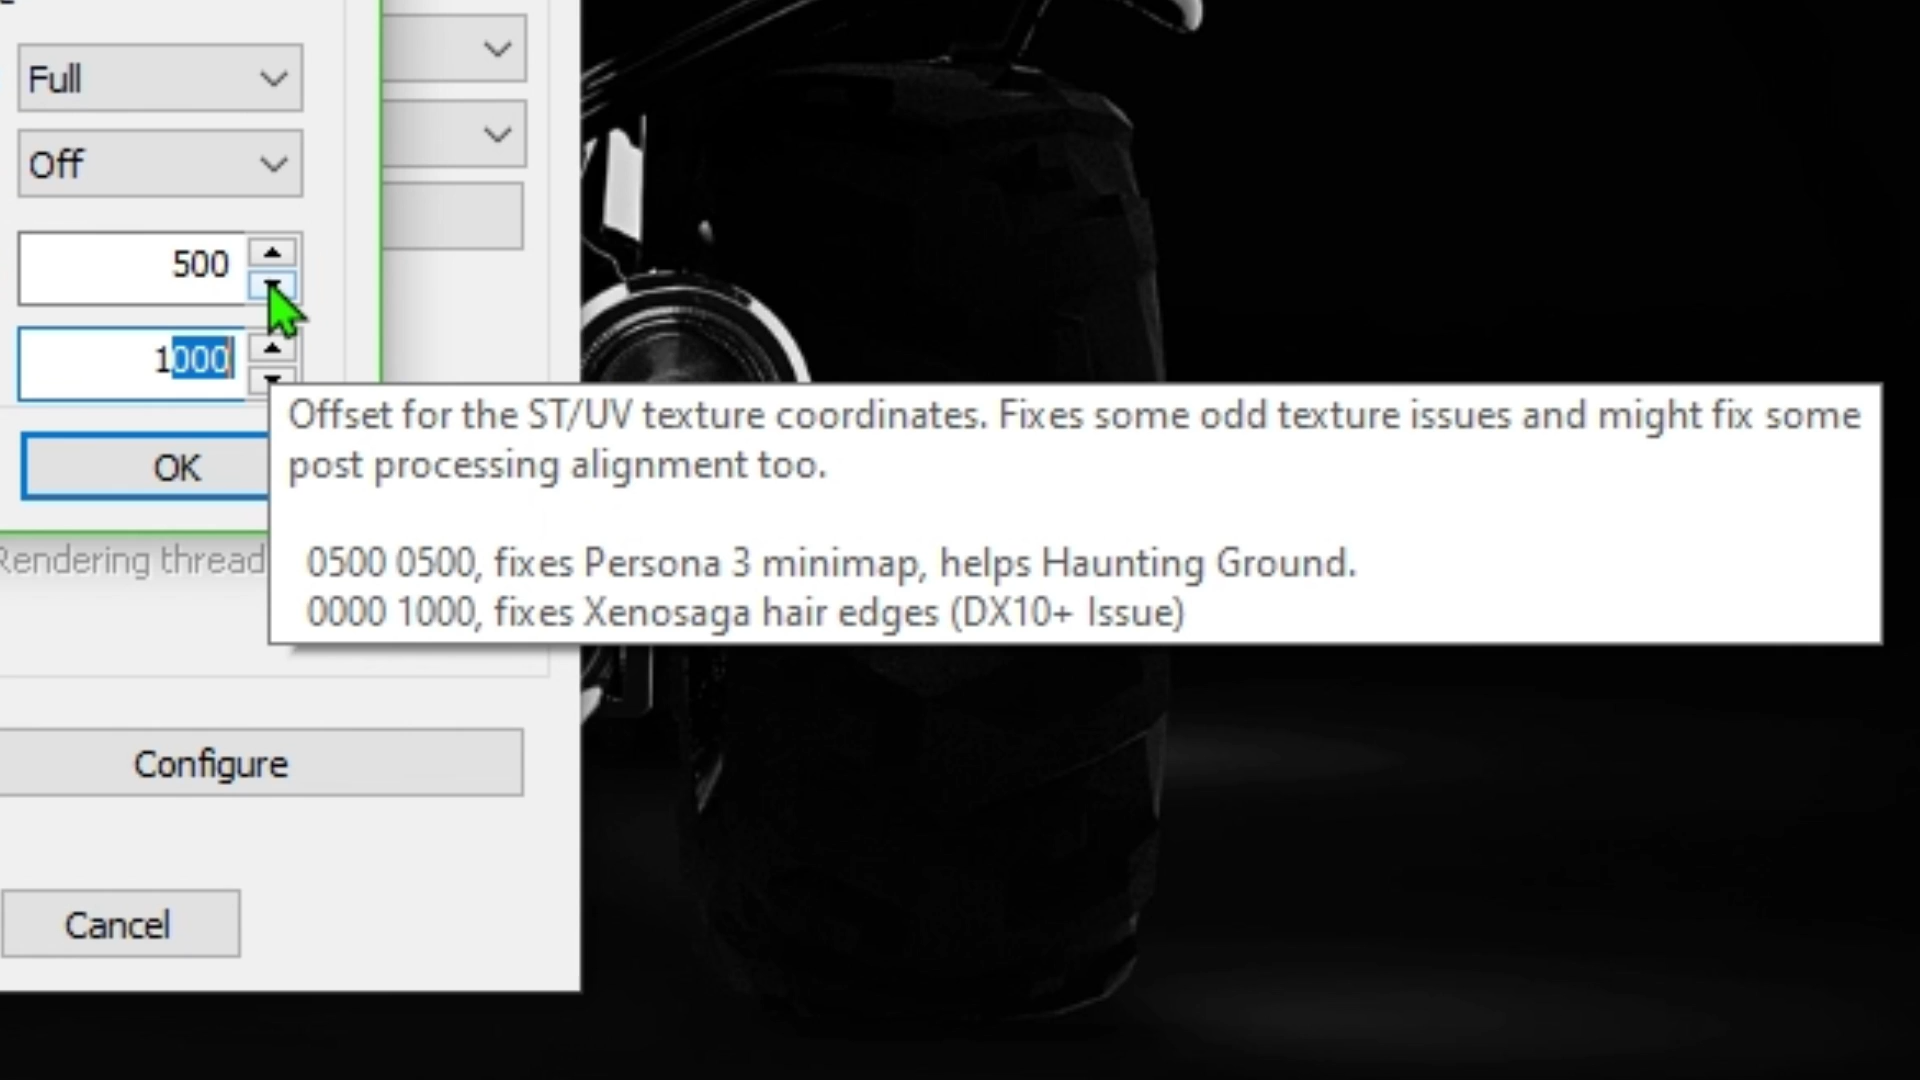 Full
Off
500
1000
Offset for the ST/UV texture coordinates. Fixes some odd texture issues and might fix some
post processing alignment too.
OK
0500 0500, fixes Persona 3 minimap, helps Haunting Ground.
Rendering thread
0000 1000, fixes Xenosaga hair edges (DX10+ Issue)
Configure
Cancel